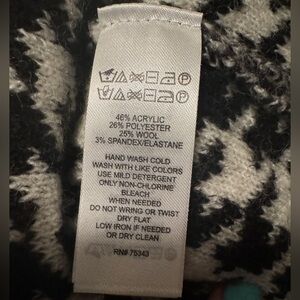 46% ACRYLIC
26% POLYESTER
25% WOOL
3% SPANDEX/ELASTANE
HAND WASH COLD
WASH WITH LIKE COLORS
USE MILD DETERGENT
ONLY NON-CHLORINE
BLEACH
WHEN NEEDED
DO NOT WRING OR TWIST
DRY FLAT
LOW IRON IF NEEDED
OR DRY CLEAN
RN# 75343